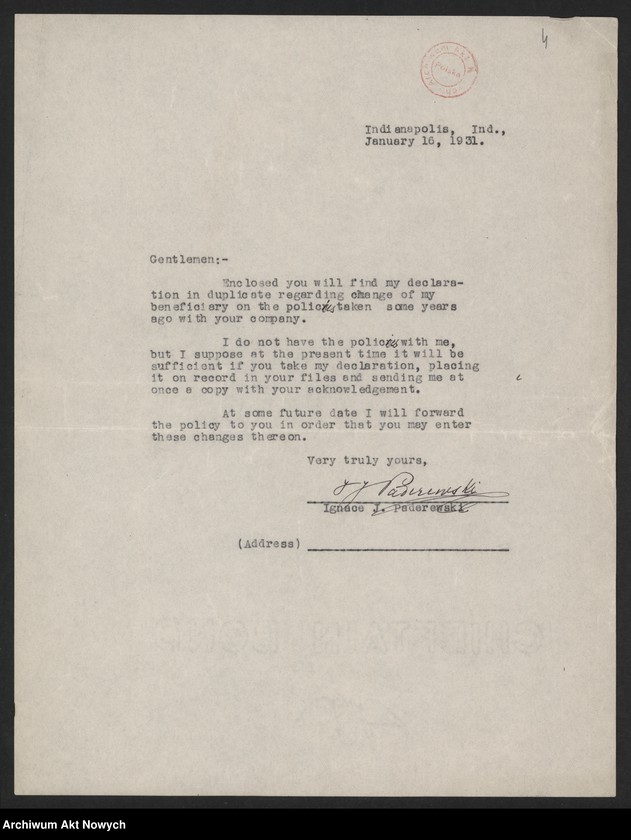 4
Indianapolis, Ind.,
January 16, 1931.
Gentlemen:-
Enclosed you will find my declara-
tion in duplicate regarding change of my
beneficiary on the policies taken some years
ago with your company.
I do not have the policies with me,
but I suppose at the present time it will be
sufficient if you take my declaration, placing
it on record in your files and sending me at
once a copy with your acknowledgement.
At some future date I will forward
the policy to you in order that you may enter
these changes thereon.
Very truly yours,
I J Paderewski
Ignace J. Paderewski
(Address)
CHIEFTAIN BOND
Archiwum Akt Nowych